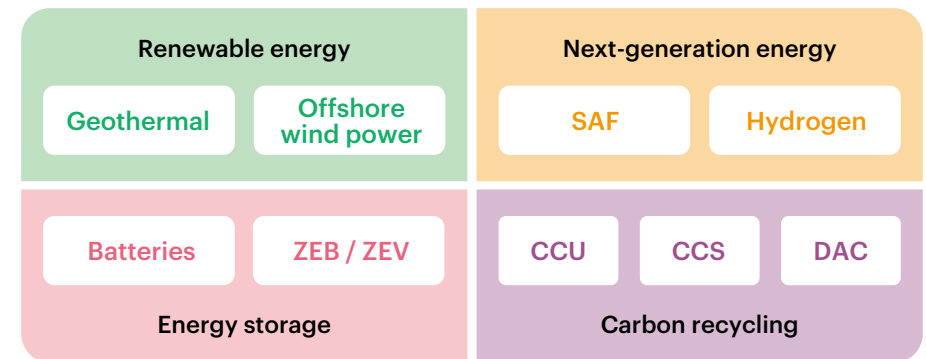 Renewable energy
Geothermal
Offshore
wind power
Next-generation energy
SAF
Hydrogen
Batteries
ZEB / ZEV
Energy storage
CCU
CCS
DAC
Carbon recycling